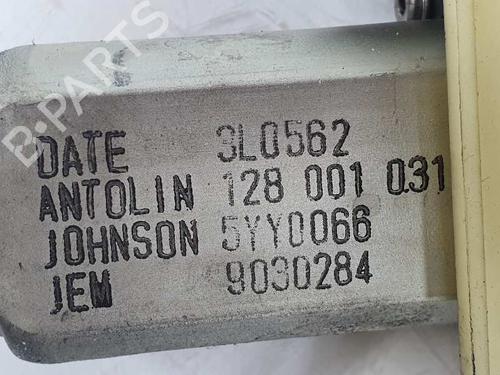 B-PARTS
DATE 3L0562
ANTOLIN 128 001 031
JOHNSON 5YY0066
JEM 9030284